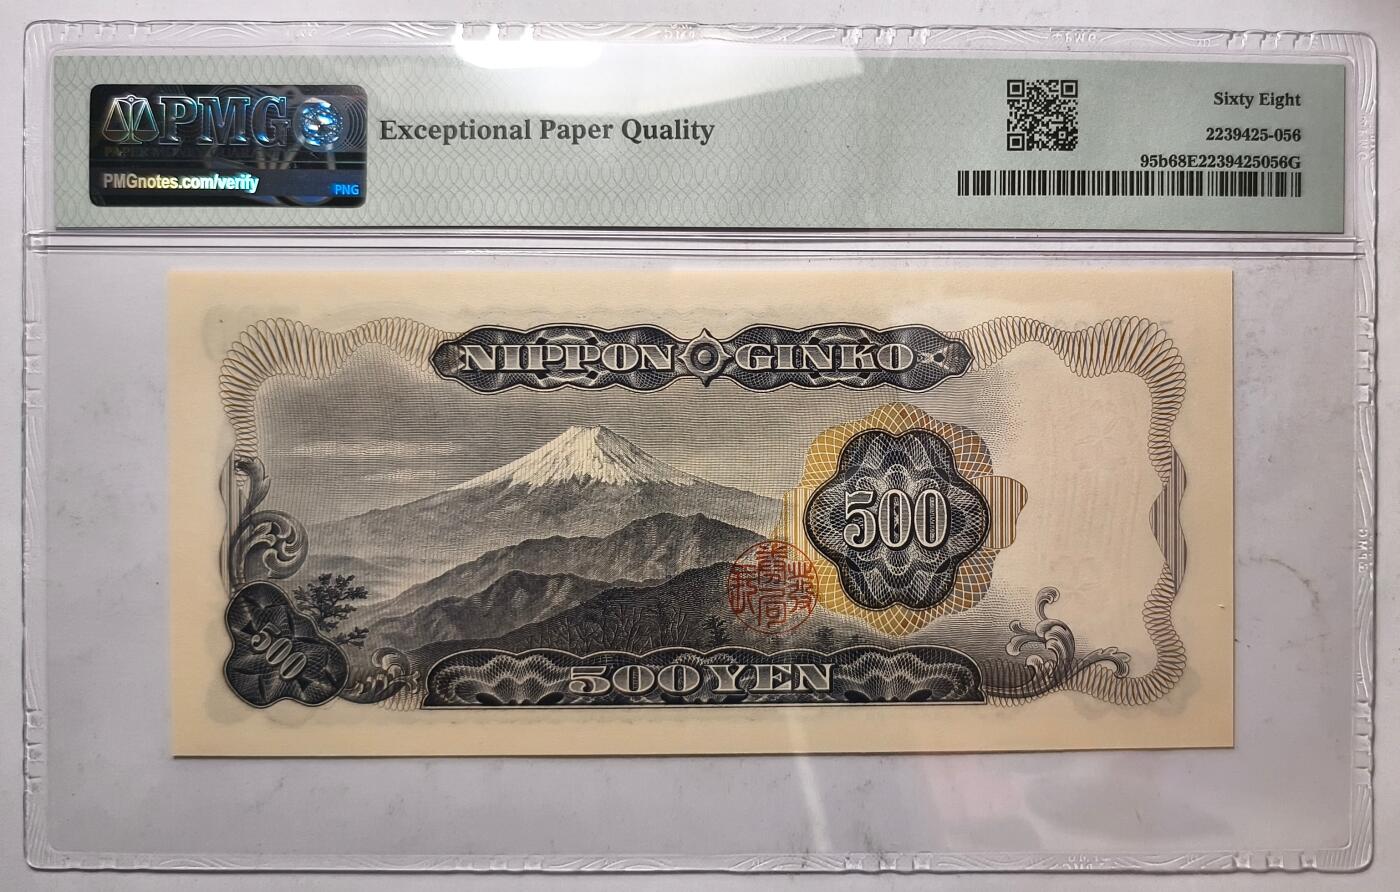 PMG
PMGnotes.com/verify
PNG
Exceptional Paper Quality
Sixty Eight
2239425-056
95b68E2239425056G
NIPPON GINKO
500
500
500 YEN